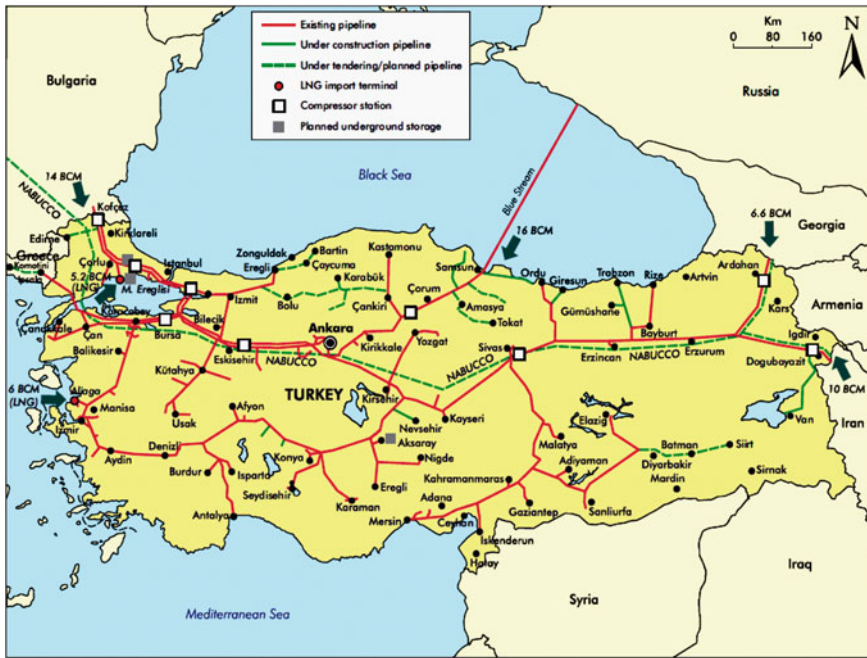 Existing pipeline
Under construction pipeline
Under tendering/planned pipeline
LNG import terminal
Compressor station
Planned underground storage
Km
0 80 160
N
Bulgaria
Russia
Black Sea
Blue Stream
14 BCM
NABUCCO
16 BCM
6.6 BCM
Georgia
Armenia
Iran
10 BCM
Kofçaz
Kirklareli
Edirne
Greece
Komotini
Ipsala
Çorlu
5.2 BCM
(LNG)
M. Ereglisi
Istanbul
Zonguldak
Eregli
Bartin
Çaycuma
Karabük
Kastamonu
Samsun
Ordu
Giresun
Trabzon
Rize
Artvin
Ardahan
Kars
Igdir
Dogubayazit
Izmit
Bolu
Çankiri
Çorum
Amasya
Tokat
Gümüshane
Bayburt
Çanakkale
Çan
Karacabey
Bursa
Bilecik
Eskisehir
NABUCCO
Ankara
Kirikkale
Yozgat
Sivas
NABUCCO
Erzincan
NABUCCO
Erzurum
Balikesir
Kütahya
TURKEY
Kirsehir
6 BCM
(LNG)
Aliaga
Manisa
Izmir
Usak
Afyon
Nevsehir
Kayseri
Aksaray
Nigde
Malatya
Elazig
Van
Batman
Siirt
Diyarbakir
Mardin
Sirnak
Aydin
Denizli
Burdur
Isparta
Konya
Seydisehir
Karaman
Eregli
Adiyaman
Kahramanmaras
Adana
Gaziantep
Sanliurfa
Antalya
Mersin
Ceyhan
Iskenderun
Hatay
Mediterranean Sea
Syria
Iraq